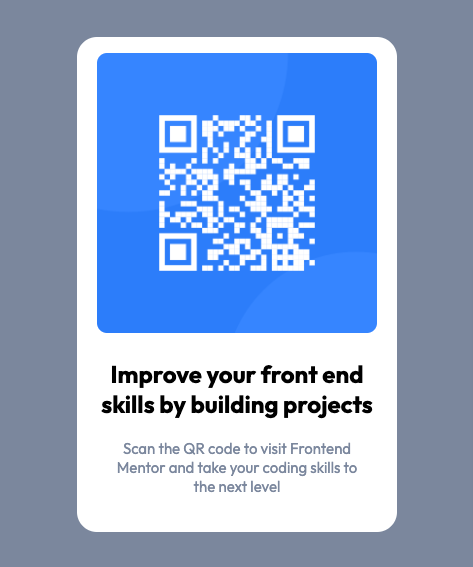 Improve your front end
skills by building projects
Scan the QR code to visit Frontend
Mentor and take your coding skills to
the next level